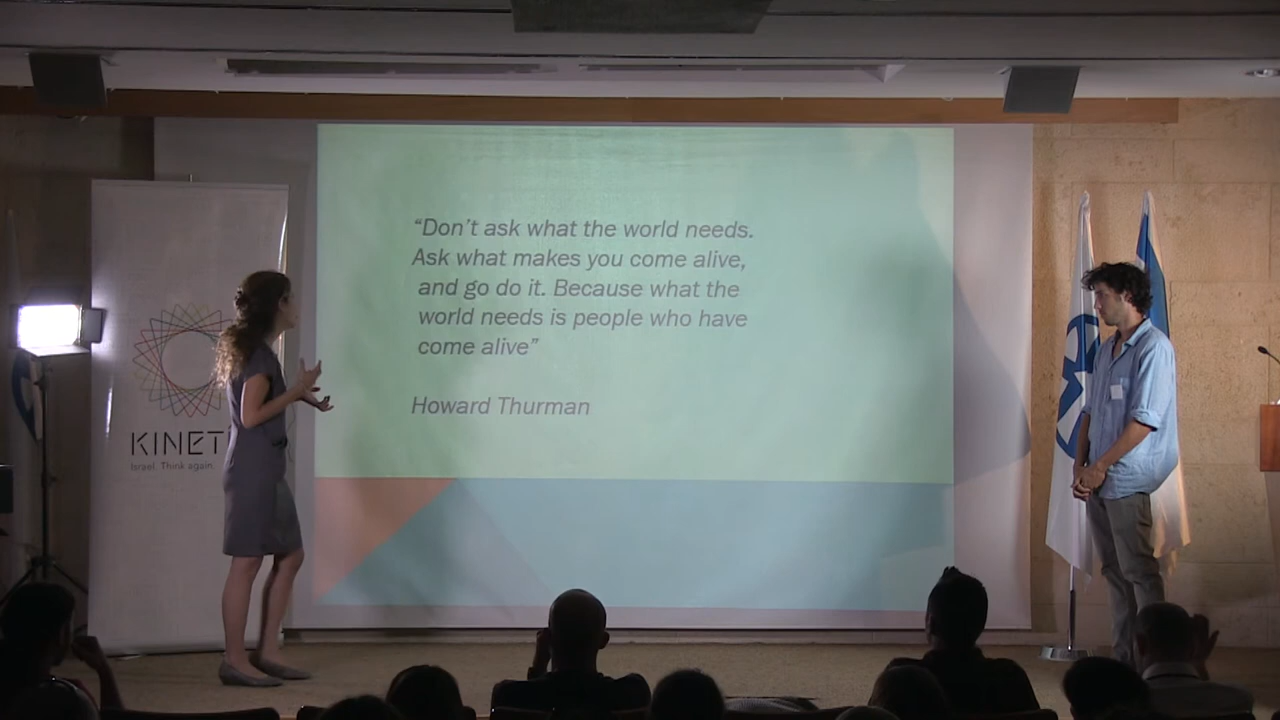 “Don’t ask what the world needs.
Ask what makes you come alive,
and go do it. Because what the
world needs is people who have
come alive”
Howard Thurman
KINET
Israel. Think again.